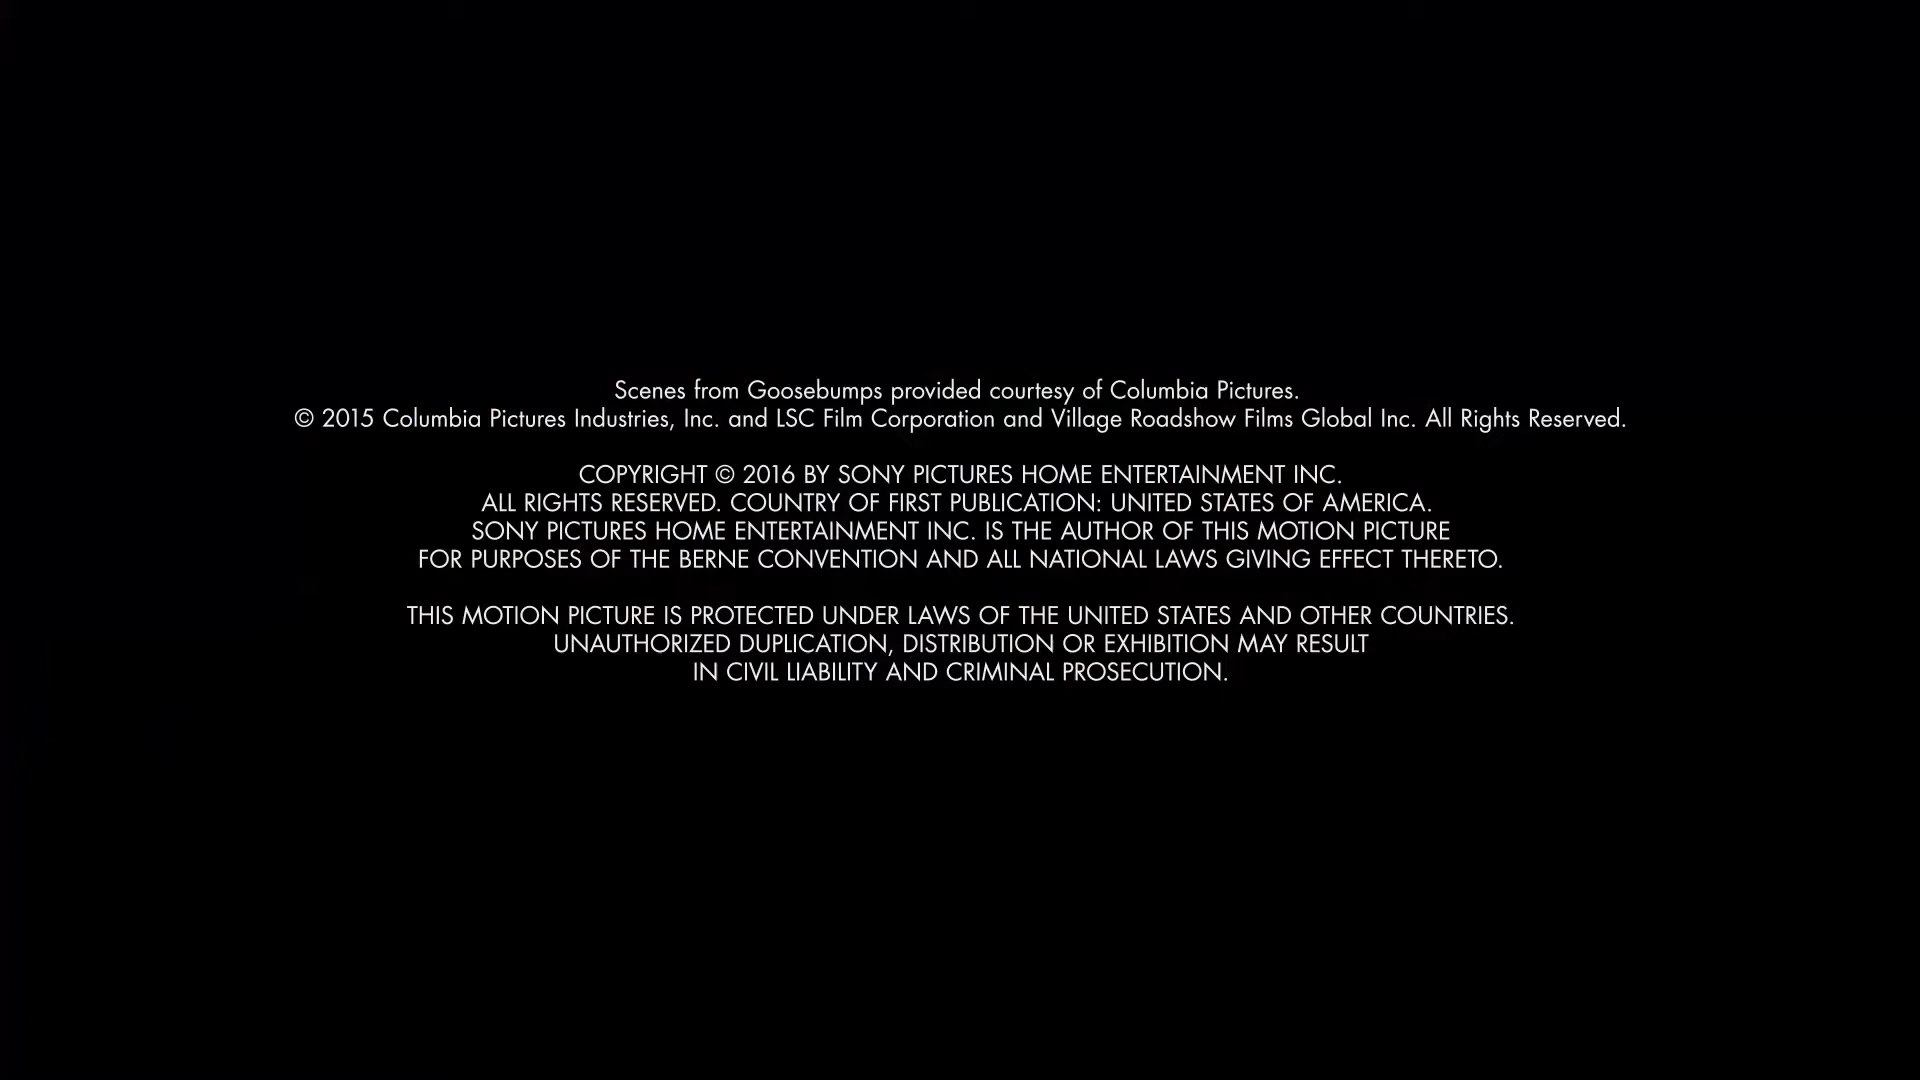 Scenes from Goosebumps provided courtesy of Columbia Pictures.
© 2015 Columbia Pictures Industries, Inc. and LSC Film Corporation and Village Roadshow Films Global Inc. All Rights Reserved.
COPYRIGHT © 2016 BY SONY PICTURES HOME ENTERTAINMENT INC.
ALL RIGHTS RESERVED. COUNTRY OF FIRST PUBLICATION: UNITED STATES OF AMERICA.
SONY PICTURES HOME ENTERTAINMENT INC. IS THE AUTHOR OF THIS MOTION PICTURE
FOR PURPOSES OF THE BERNE CONVENTION AND ALL NATIONAL LAWS GIVING EFFECT THERETO.
THIS MOTION PICTURE IS PROTECTED UNDER LAWS OF THE UNITED STATES AND OTHER COUNTRIES.
UNAUTHORIZED DUPLICATION, DISTRIBUTION OR EXHIBITION MAY RESULT
IN CIVIL LIABILITY AND CRIMINAL PROSECUTION.